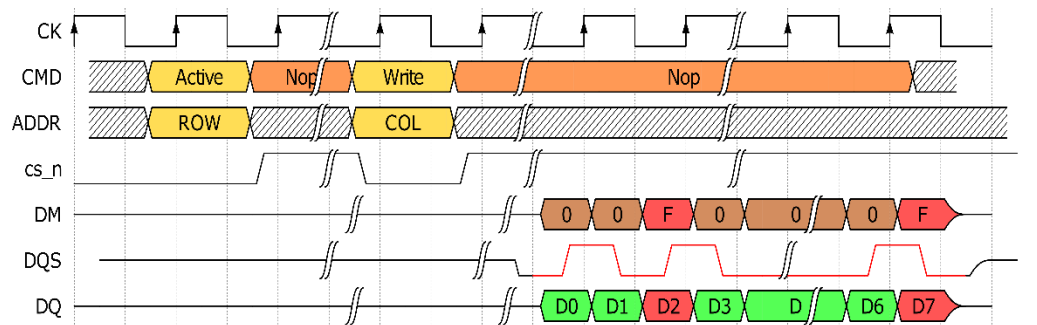 CK
CMD Active Nop Write Nop
ADDR ROW COL
cs_n
DM 0 0 F 0 0 0 F
DQS
DQ D0 D1 D2 D3 D D6 D7